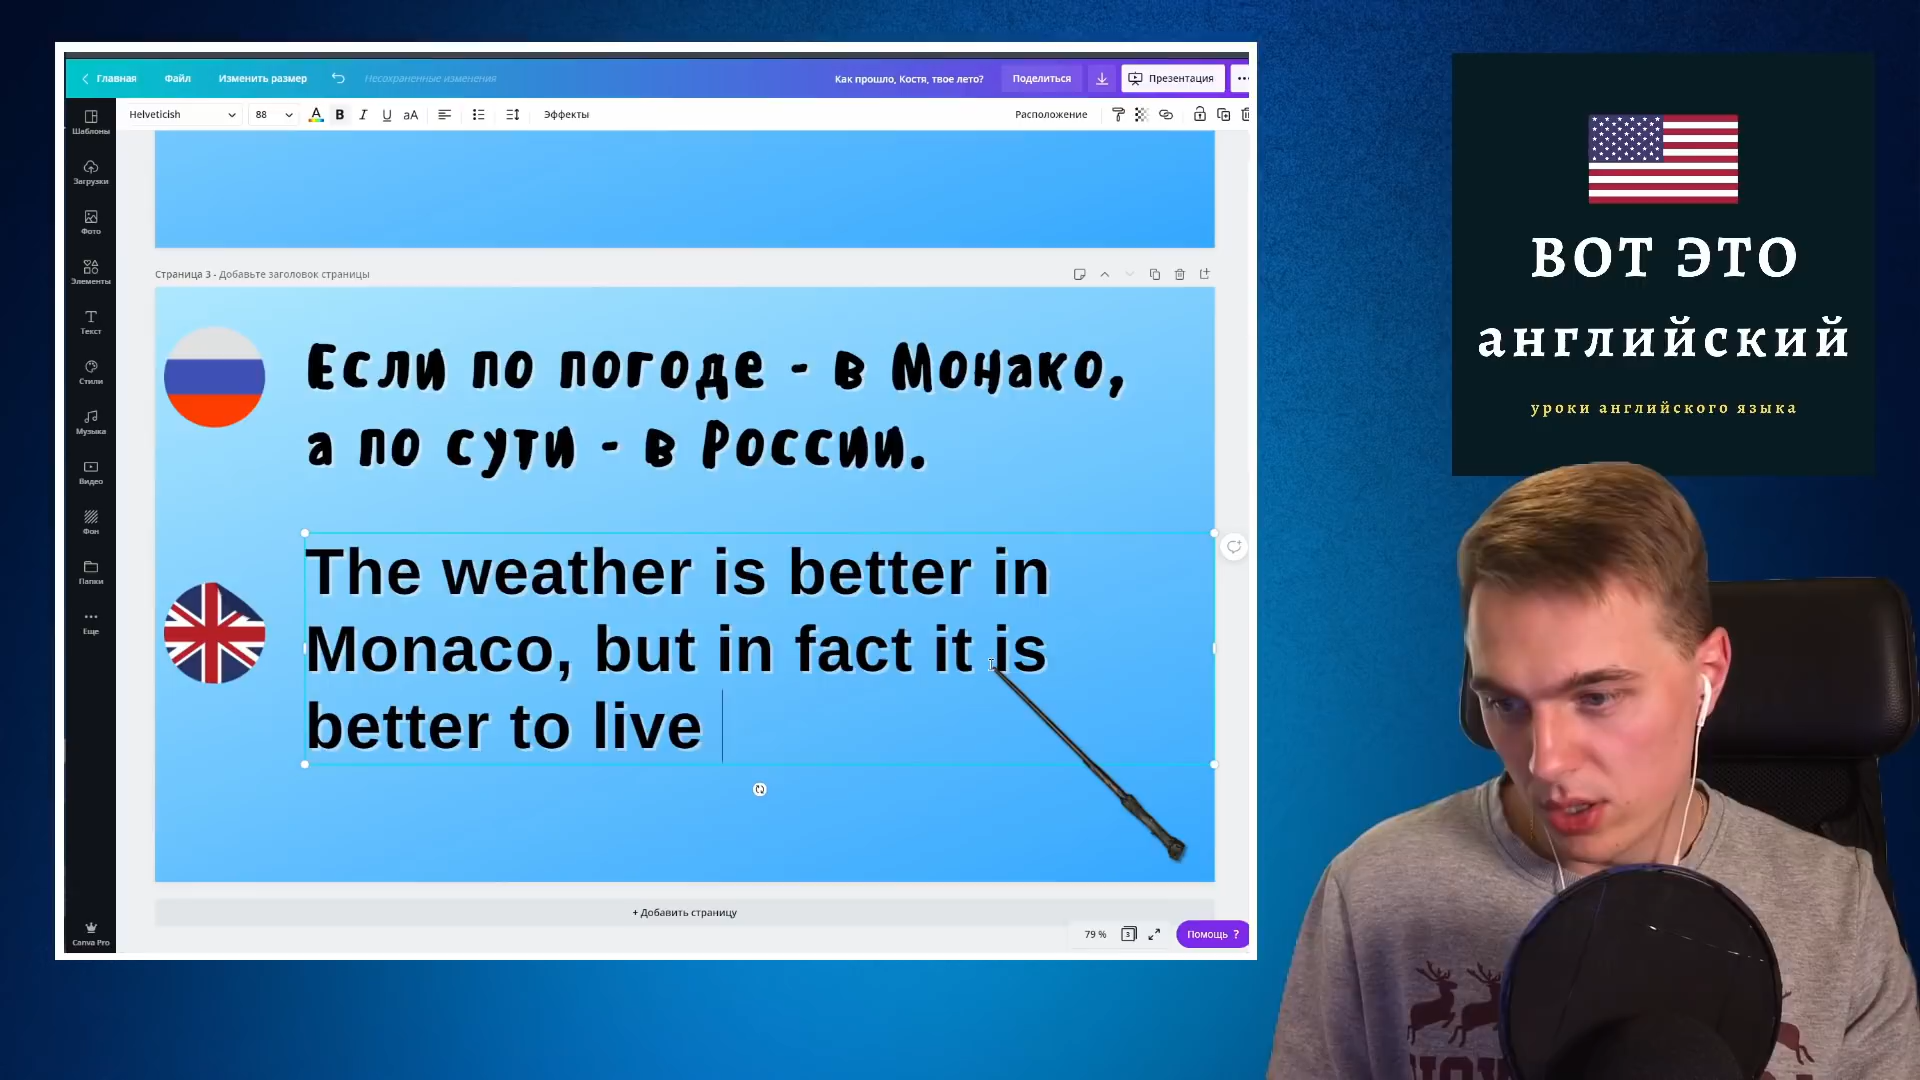 Главная Файл Изменить размер Несохраненные изменения Как прошло, Костя, твое лето? Поделиться Презентация
Helveticish 88 A B I U aA Эффекты Расположение
Шаблоны
Загрузки
Фото
Элементы
Текст
Стили
Музыка
Видео
Фон
Папки
Еще
Canva Pro
Страница 3 - Добавьте заголовок страницы
Если по погоде - в Монако,
а по сути - в России.
The weather is better in
Monaco, but in fact it is
better to live
+ Добавить страницу
79 % 3 Помощь ?
ВОТ ЭТО
английский
уроки английского языка